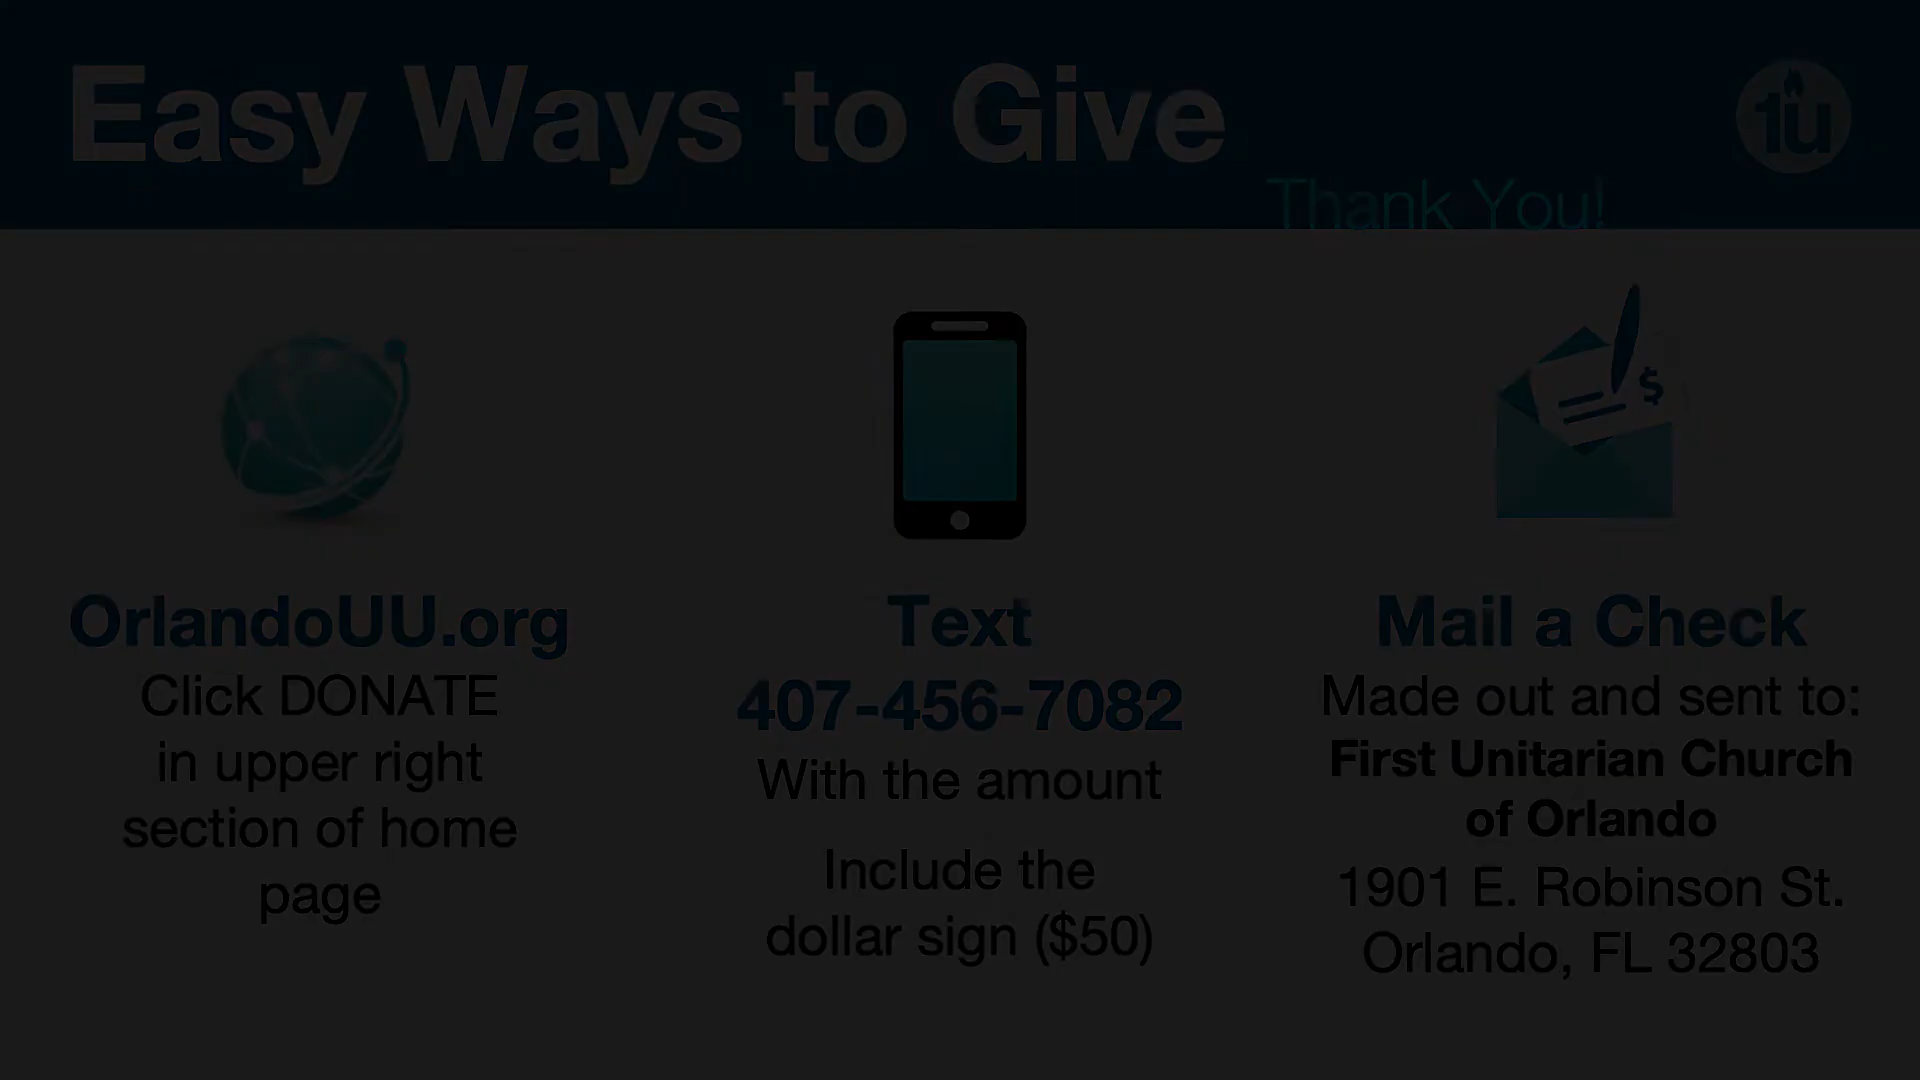 Easy Ways to Give
1u
Thank You!
$
OrlandoUU.org
Click DONATE
in upper right
section of home
page
Text
407-456-7082
With the amount
Include the
dollar sign ($50)
Mail a Check
Made out and sent to:
First Unitarian Church
of Orlando
1901 E. Robinson St.
Orlando, FL 32803